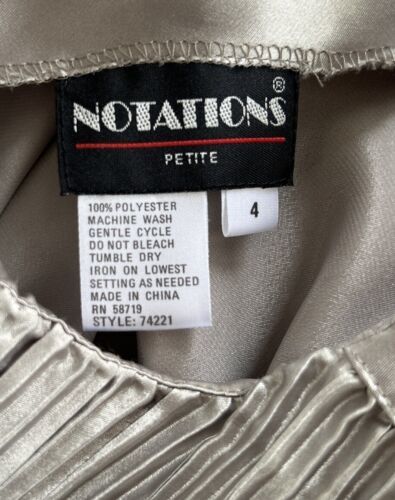 NOTATIONS®
PETITE
4
100% POLYESTER
MACHINE WASH
GENTLE CYCLE
DO NOT BLEACH
TUMBLE DRY
IRON ON LOWEST
SETTING AS NEEDED
MADE IN CHINA
RN 58719
STYLE: 74221